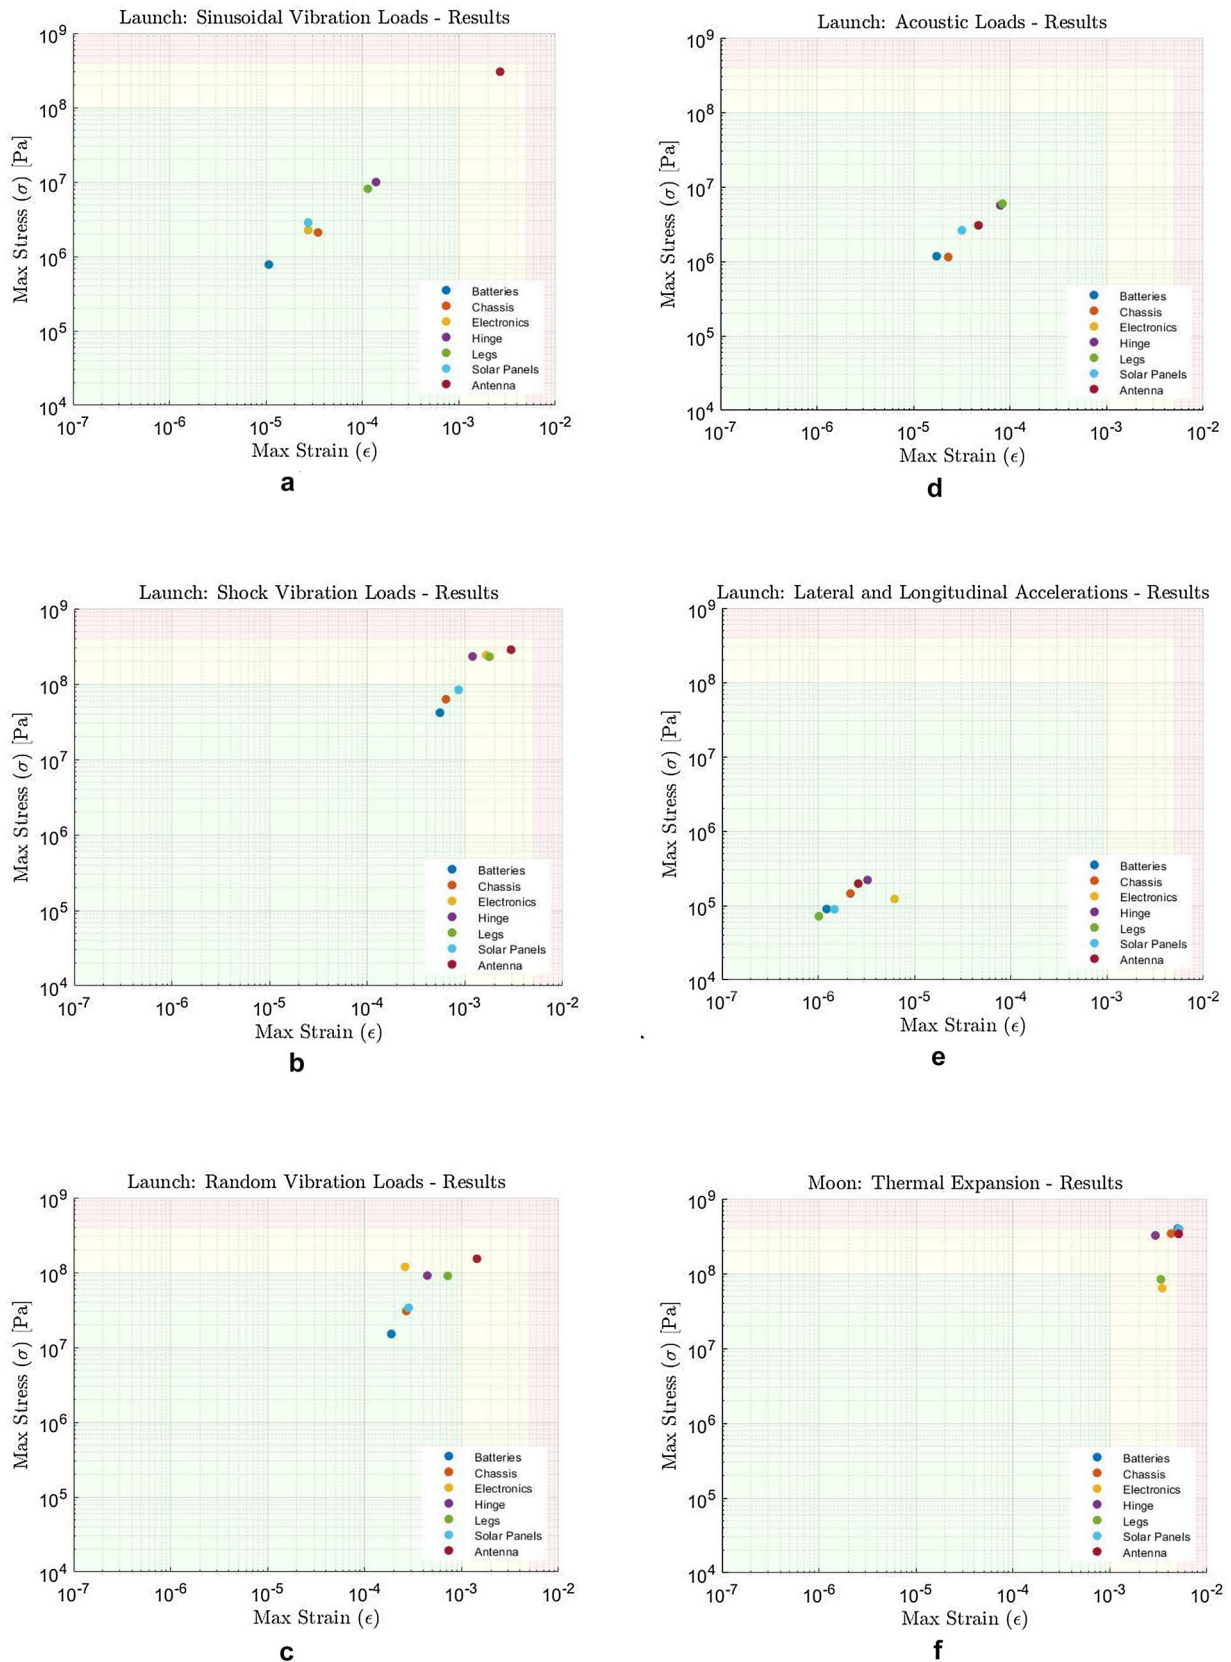 Launch: Sinusoidal Vibration Loads - Results
Max Stress (σ) [Pa]
10^9
10^8
10^7
10^6
10^5
10^4
Batteries
Chassis
Electronics
Hinge
Legs
Solar Panels
Antenna
10^-7 10^-6 10^-5 10^-4 10^-3 10^-2
Max Strain (ϵ)
a
Launch: Acoustic Loads - Results
Max Stress (σ) [Pa]
10^9
10^8
10^7
10^6
10^5
10^4
Batteries
Chassis
Electronics
Hinge
Legs
Solar Panels
Antenna
10^-7 10^-6 10^-5 10^-4 10^-3 10^-2
Max Strain (ϵ)
d
Launch: Shock Vibration Loads - Results
Max Stress (σ) [Pa]
10^9
10^8
10^7
10^6
10^5
10^4
Batteries
Chassis
Electronics
Hinge
Legs
Solar Panels
Antenna
10^-7 10^-6 10^-5 10^-4 10^-3 10^-2
Max Strain (ϵ)
b
Launch: Lateral and Longitudinal Accelerations - Results
Max Stress (σ) [Pa]
10^9
10^8
10^7
10^6
10^5
10^4
Batteries
Chassis
Electronics
Hinge
Legs
Solar Panels
Antenna
10^-7 10^-6 10^-5 10^-4 10^-3 10^-2
Max Strain (ϵ)
e
Launch: Random Vibration Loads - Results
Max Stress (σ) [Pa]
10^9
10^8
10^7
10^6
10^5
10^4
Batteries
Chassis
Electronics
Hinge
Legs
Solar Panels
Antenna
10^-7 10^-6 10^-5 10^-4 10^-3 10^-2
Max Strain (ϵ)
c
Moon: Thermal Expansion - Results
Max Stress (σ) [Pa]
10^9
10^8
10^7
10^6
10^5
10^4
Batteries
Chassis
Electronics
Hinge
Legs
Solar Panels
Antenna
10^-7 10^-6 10^-5 10^-4 10^-3 10^-2
Max Strain (ϵ)
f